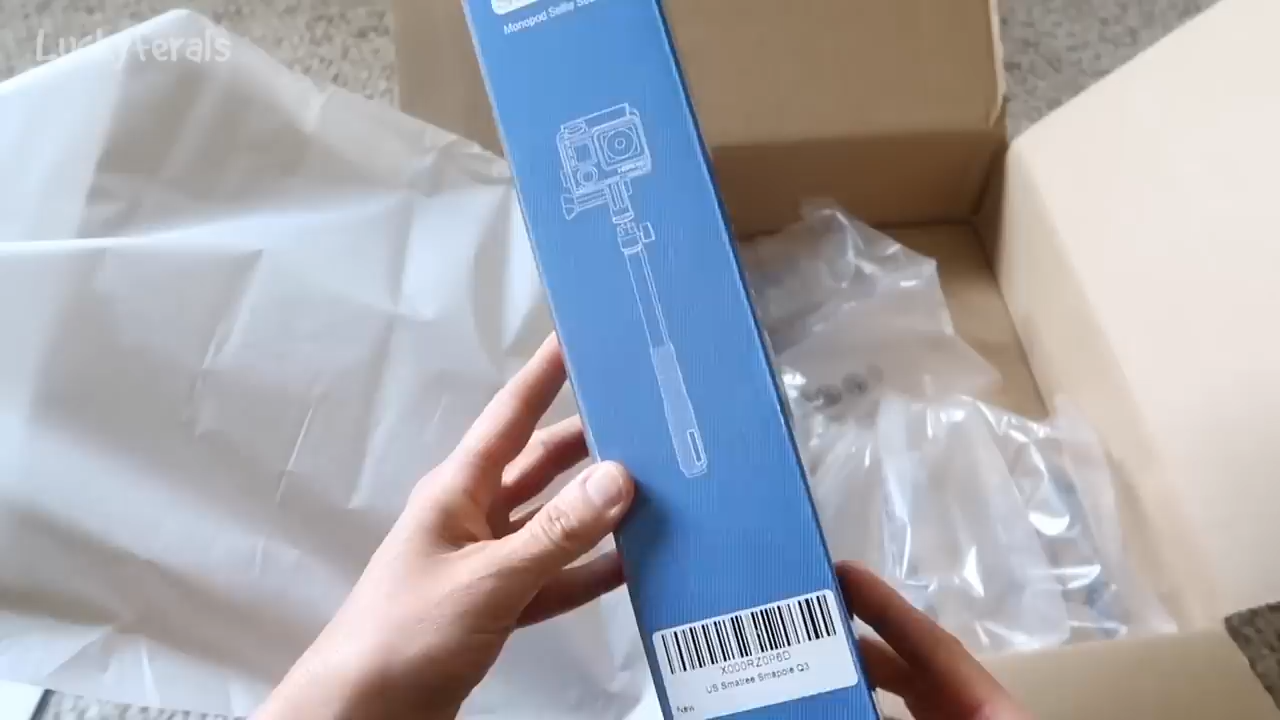 Luckyferals
Monopod Selfie
X000RZ0P6D
US Smatree Smapole Q3
New